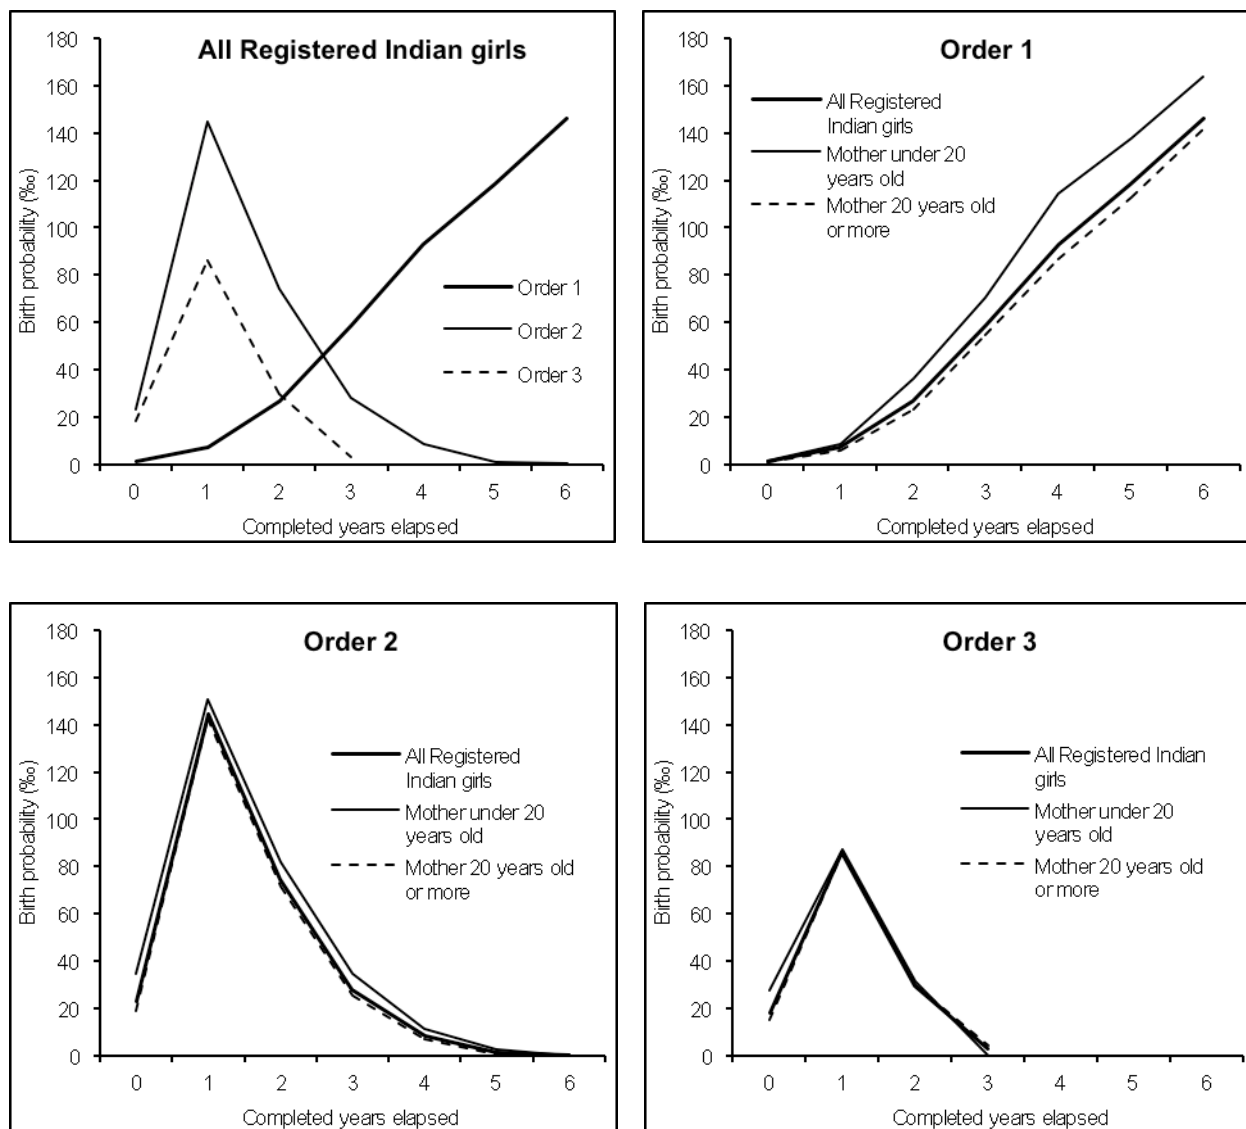 All Registered Indian girls
Birth probability (‰)
180
160
140
120
100
80
60
40
20
0
Order 1
Order 2
Order 3
0 1 2 3 4 5 6
Completed years elapsed
Order 1
Birth probability (‰)
180
160
140
120
100
80
60
40
20
0
All Registered
Indian girls
Mother under 20
years old
Mother 20 years old
or more
0 1 2 3 4 5 6
Completed years elapsed
Order 2
Birth probability (‰)
180
160
140
120
100
80
60
40
20
0
All Registered
Indian girls
Mother under 20
years old
Mother 20 years old
or more
0 1 2 3 4 5 6
Completed years elapsed
Order 3
Birth probability (‰)
180
160
140
120
100
80
60
40
20
0
All Registered Indian
girls
Mother under 20
years old
Mother 20 years old
or more
0 1 2 3 4 5 6
Completed years elapsed